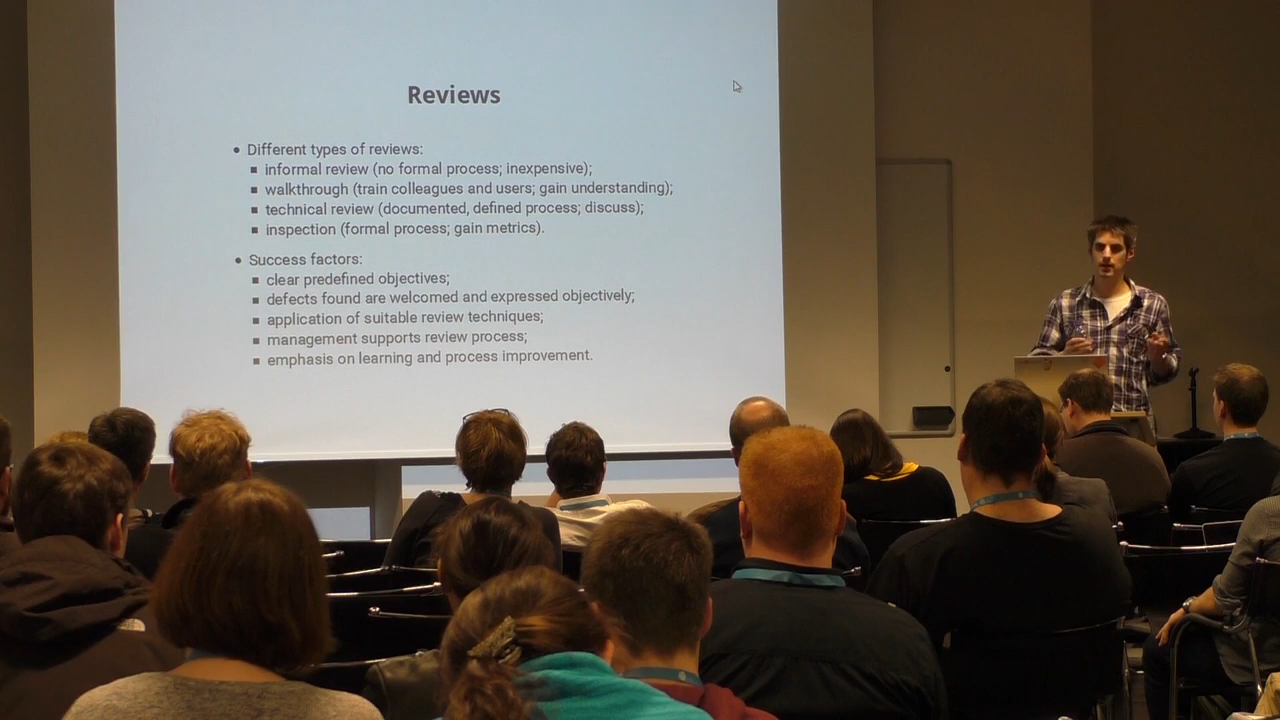 Reviews
• Different types of reviews:
▪ informal review (no formal process; inexpensive);
▪ walkthrough (train colleagues and users; gain understanding);
▪ technical review (documented, defined process; discuss);
▪ inspection (formal process; gain metrics).
• Success factors:
▪ clear predefined objectives;
▪ defects found are welcomed and expressed objectively;
▪ application of suitable review techniques;
▪ management supports review process;
▪ emphasis on learning and process improvement.